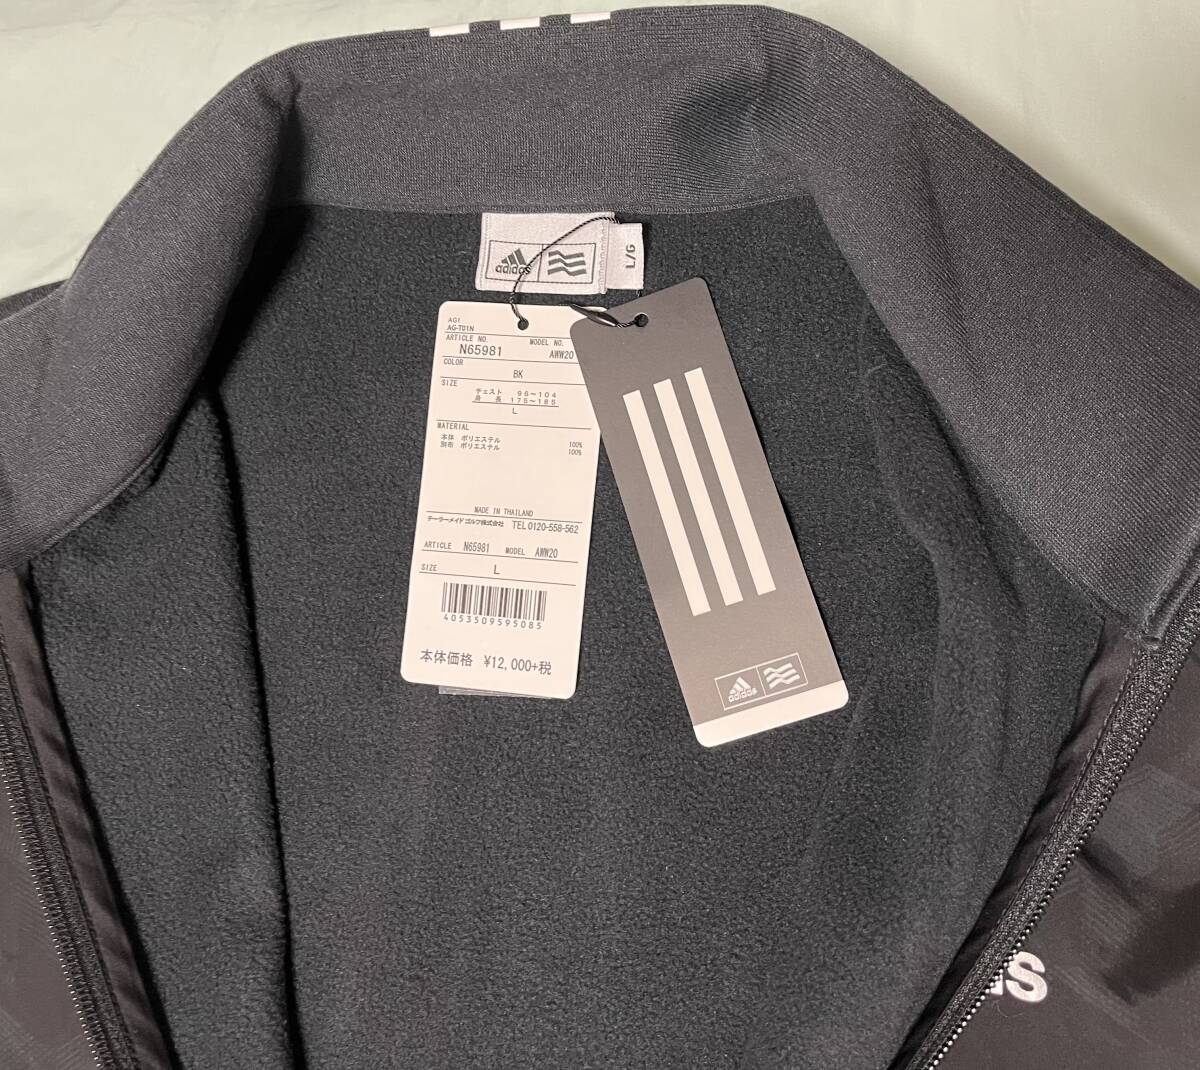 adidas
L/G
AGI
AG-T01N
ARTICLE NO. MODEL NO.
N65981 AWW20
COLOR
BK
SIZE
チェスト 96~104
身 長 175~185
L
MATERIAL
本体 ポリエステル 100%
別布 ポリエステル 100%
MADE IN THAILAND
テーラーメイド ゴルフ株式会社 TEL 0120-558-562
ARTICLE N65981 MODEL AWW20
SIZE L
4053509595085
本体価格 ¥12,000+税
adidas
as